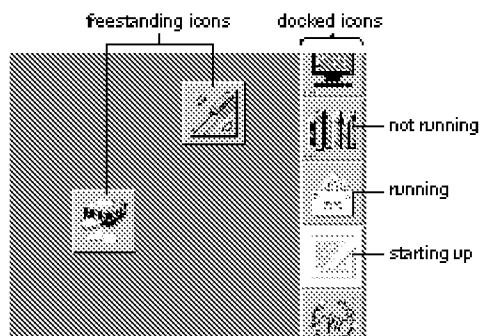 freestanding icons
docked icons
not running
running
starting up